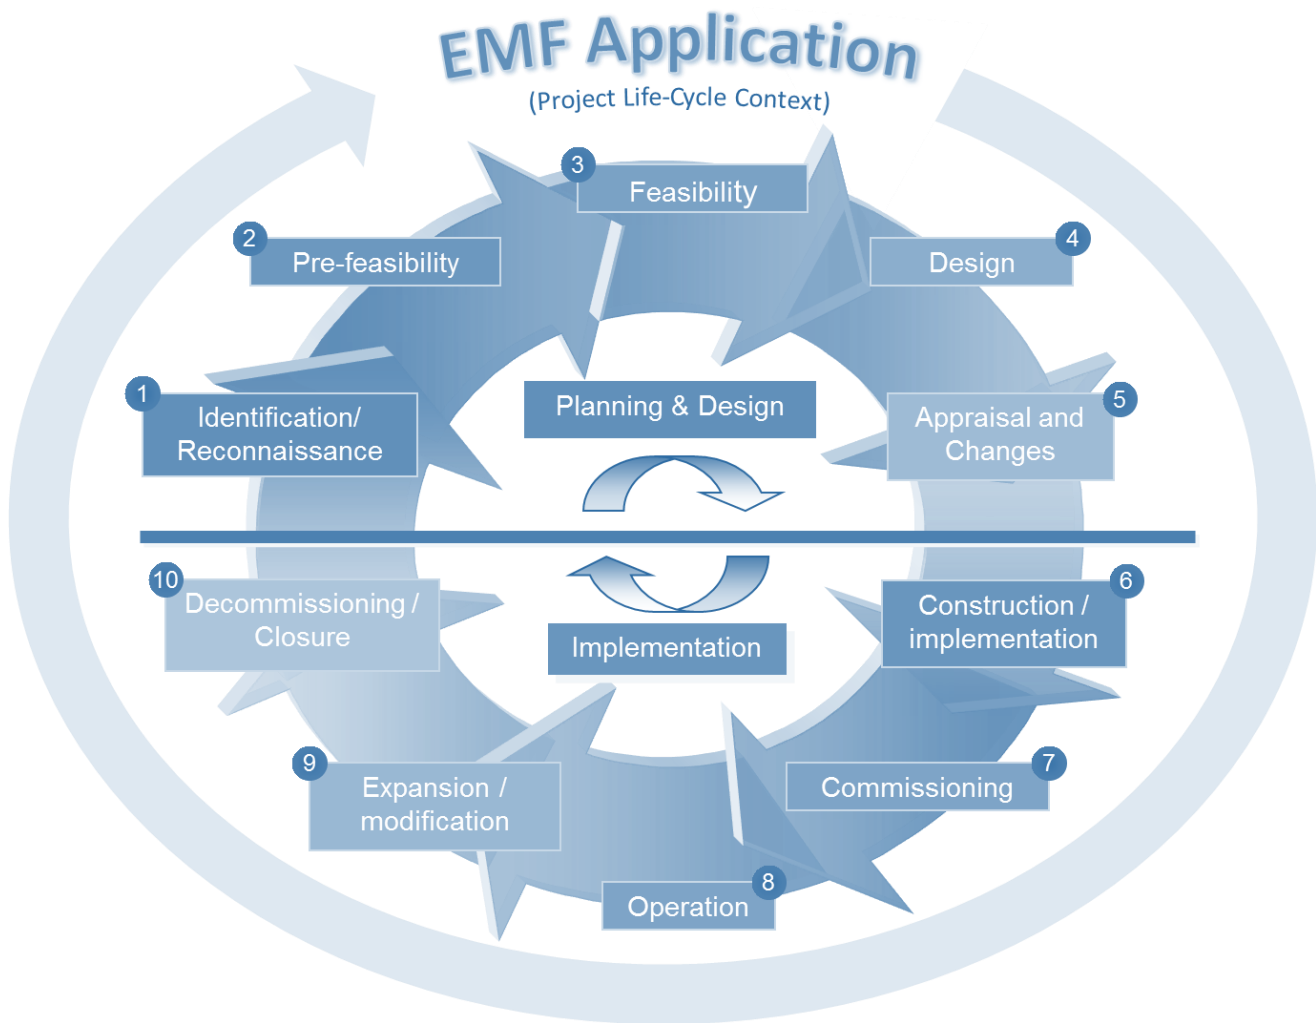 EMF Application
(Project Life-Cycle Context)
1
Identification/
Reconnaissance
2
Pre-feasibility
3
Feasibility
4
Design
5
Appraisal and
Changes
Planning & Design
Implementation
6
Construction /
implementation
7
Commissioning
8
Operation
9
Expansion /
modification
10
Decommissioning /
Closure